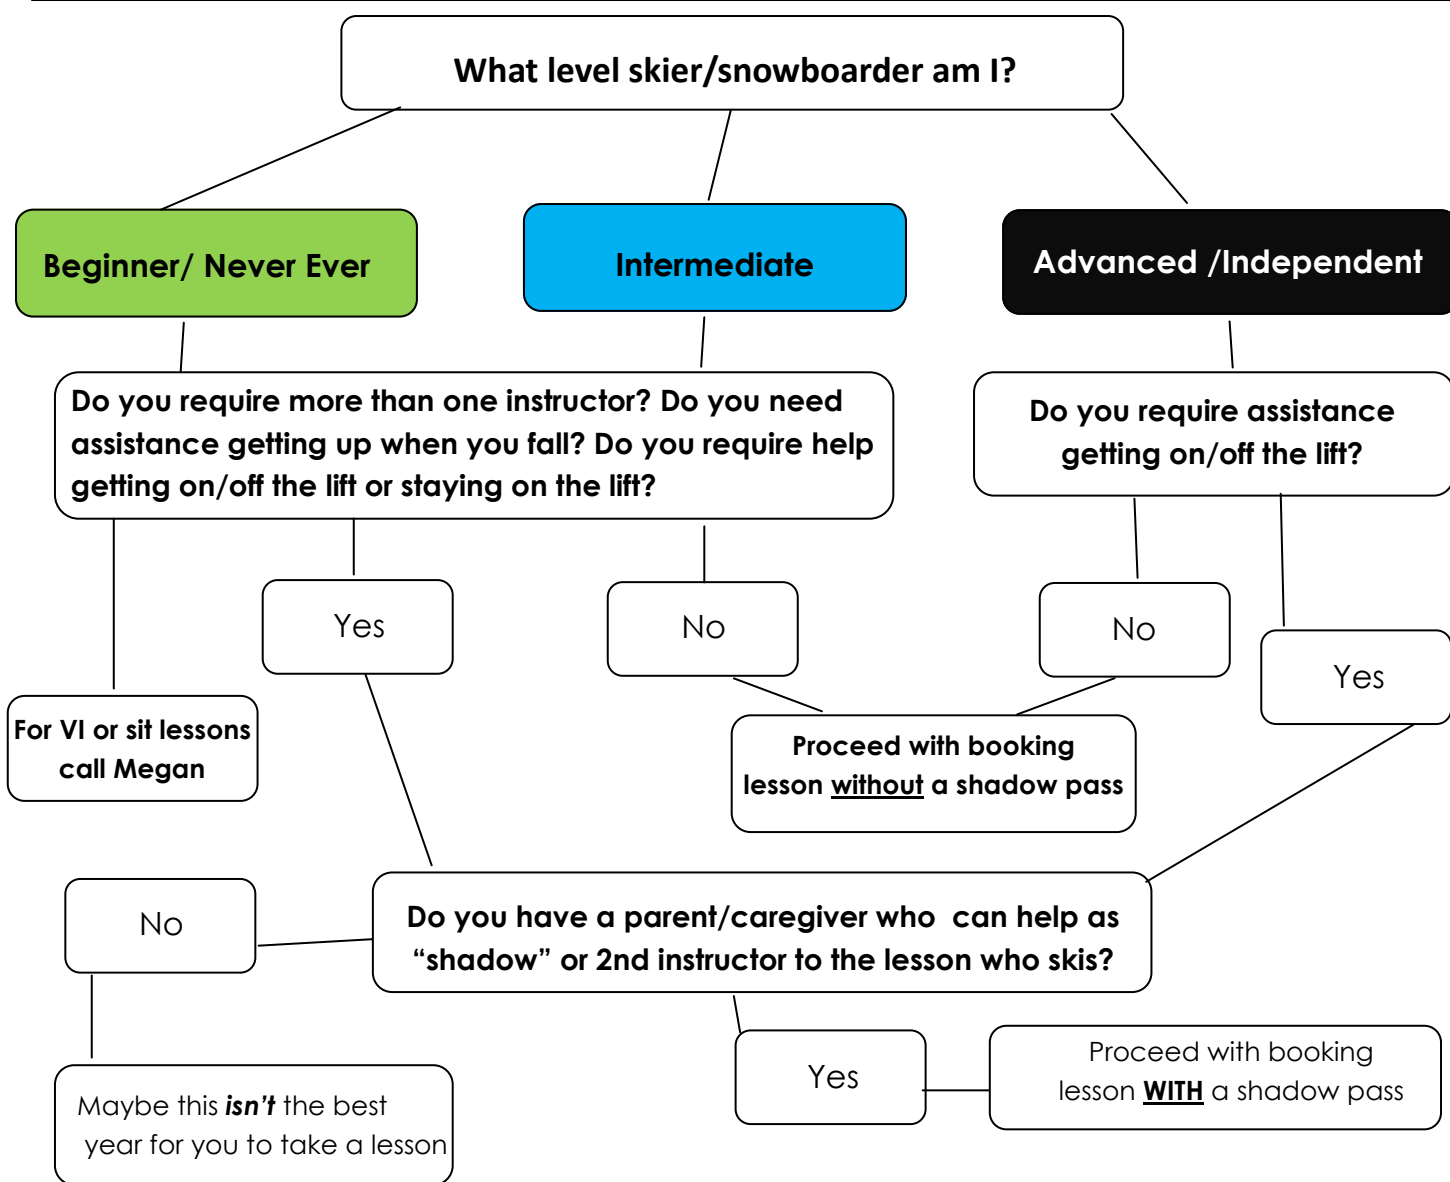 What level skier/snowboarder am I?
Beginner/ Never Ever
Intermediate
Advanced /Independent
Do you require more than one instructor? Do you need
assistance getting up when you fall? Do you require help
getting on/off the lift or staying on the lift?
Do you require assistance
getting on/off the lift?
Yes
No
No
Yes
For VI or sit lessons
call Megan
Proceed with booking
lesson without a shadow pass
No
Do you have a parent/caregiver who can help as
“shadow” or 2nd instructor to the lesson who skis?
Yes
Proceed with booking
lesson WITH a shadow pass
Maybe this isn’t the best
year for you to take a lesson